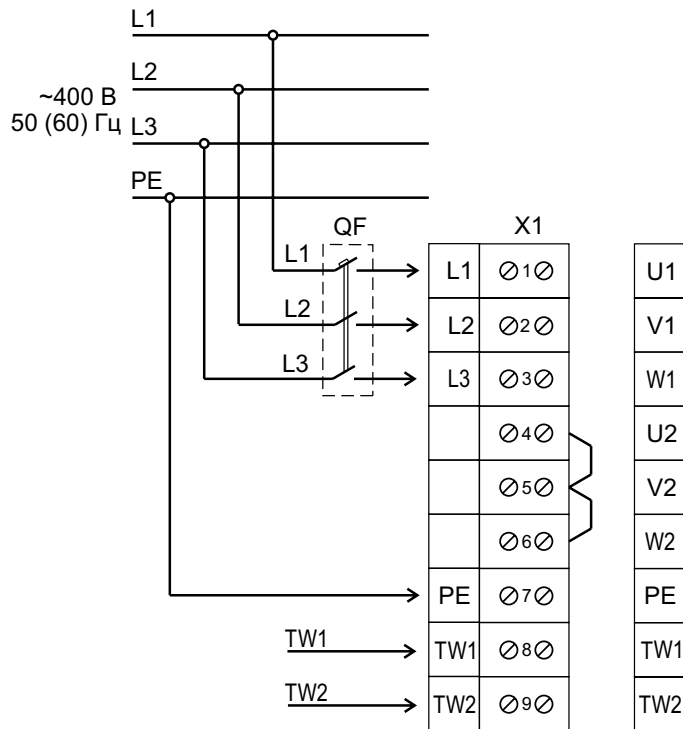 L1
L2
~400 В
50 (60) Гц
L3
PE
QF
X1
L1
L1
1
U1
L2
L2
2
V1
L3
L3
3
W1
4
U2
5
V2
6
W2
PE
7
PE
TW1
TW1
8
TW1
TW2
TW2
9
TW2